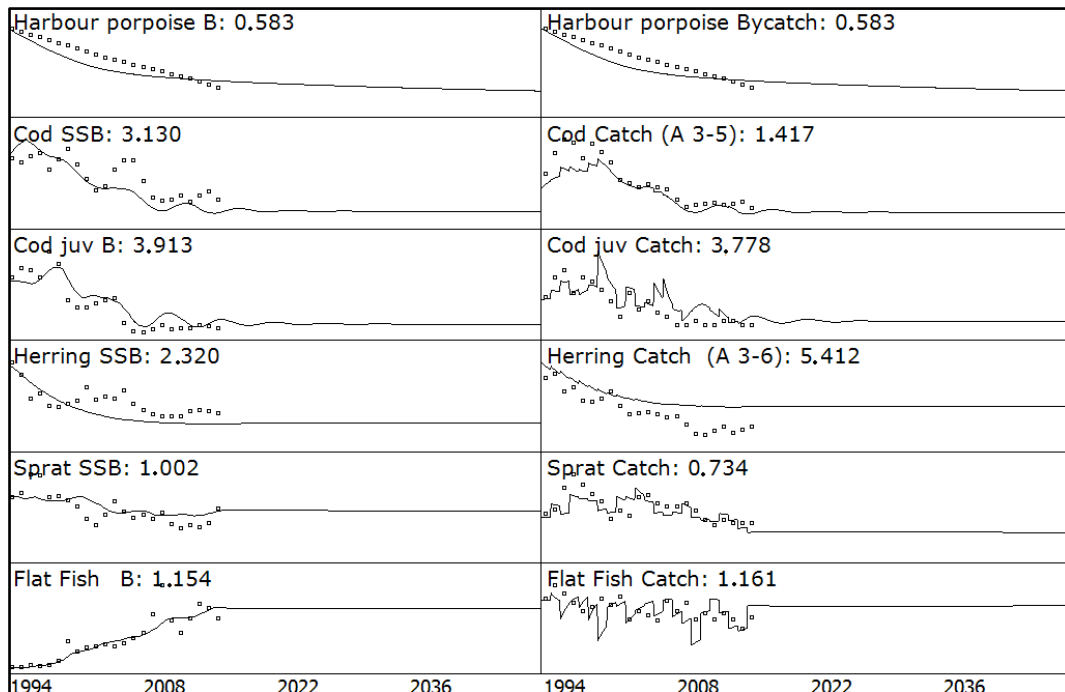 Harbour porpoise B: 0.583
Harbour porpoise Bycatch: 0.583
Cod SSB: 3.130
Cod Catch (A 3-5): 1.417
Cod juv B: 3.913
Cod juv Catch: 3.778
Herring SSB: 2.320
Herring Catch  (A 3-6): 5.412
Sprat SSB: 1.002
Sprat Catch: 0.734
Flat Fish   B: 1.154
Flat Fish Catch: 1.161
1994 2008 2022 2036
1994 2008 2022 2036